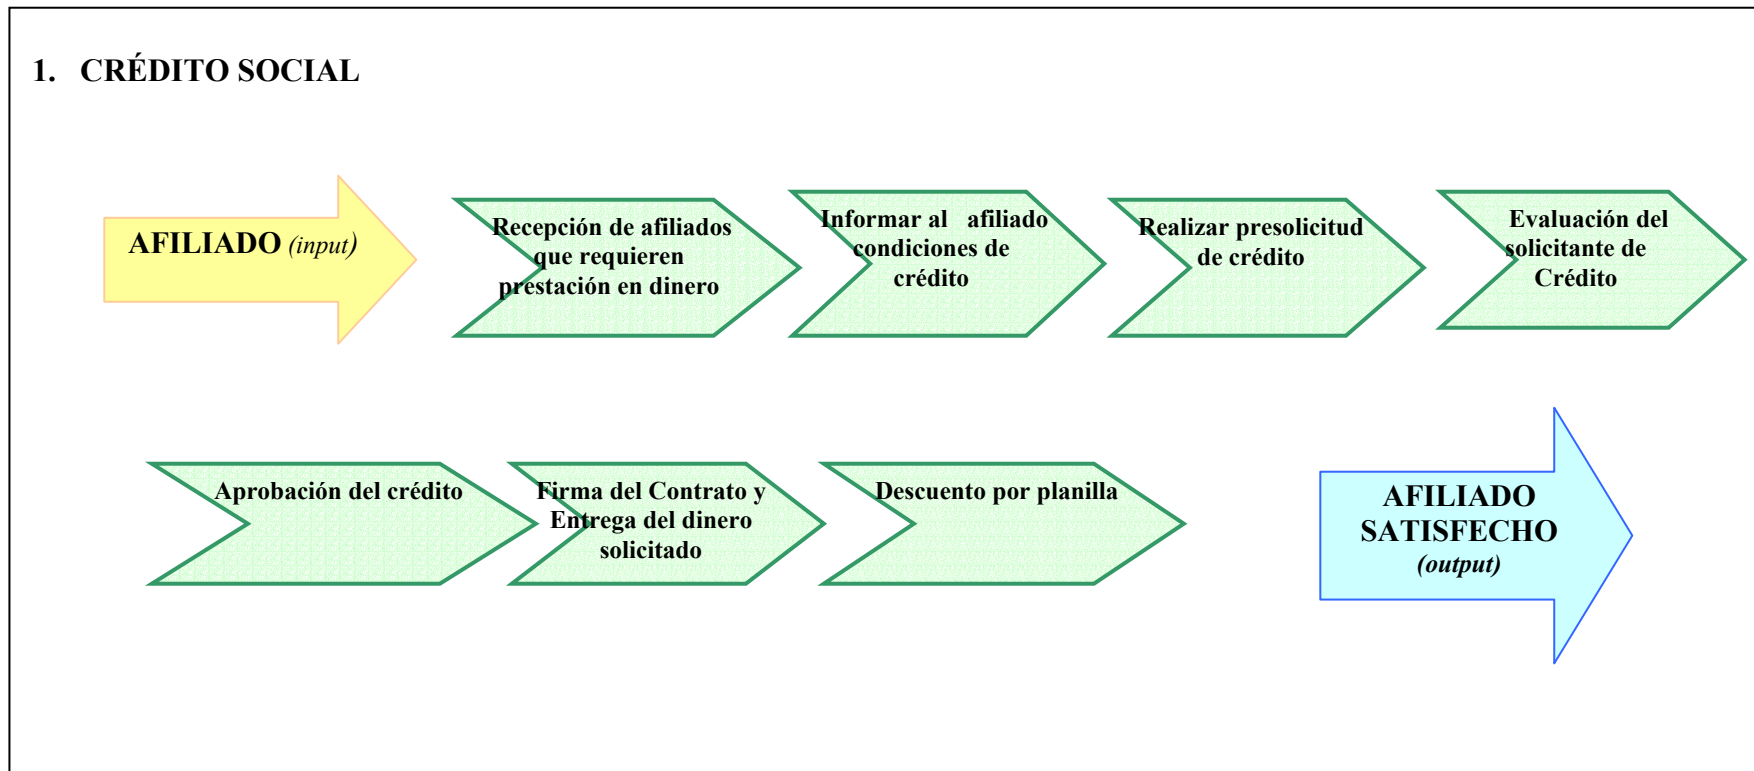 1. CRÉDITO SOCIAL
AFILIADO (input)
Recepción de afiliados
que requieren
prestación en dinero
Informar al afiliado
condiciones de
crédito
Realizar presolicitud
de crédito
Evaluación del
solicitante de
Crédito
Aprobación del crédito
Firma del Contrato y
Entrega del dinero
solicitado
Descuento por planilla
AFILIADO
SATISFECHO
(output)